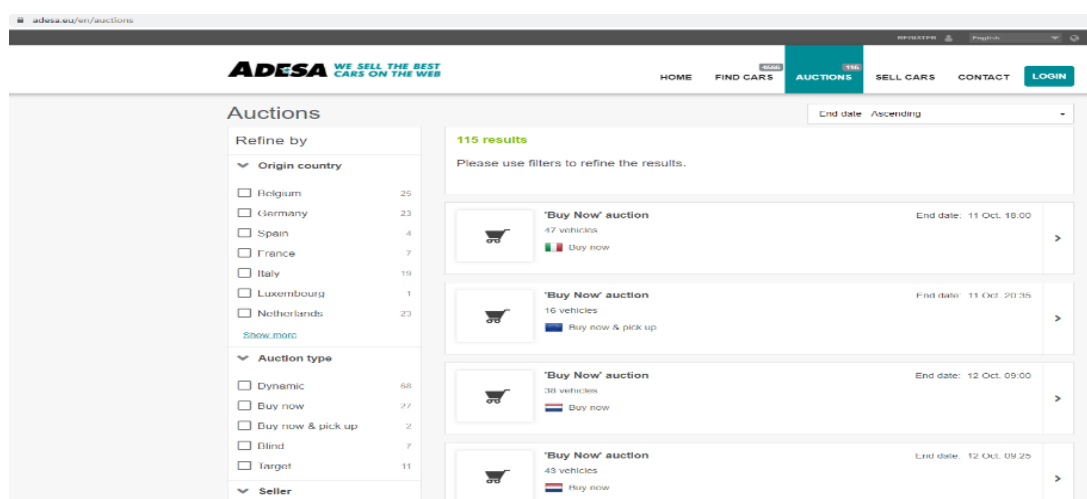 adesa.eu/en/auctions
REGISTER English
ADESA WE SELL THE BEST CARS ON THE WEB
HOME FIND CARS AUCTIONS SELL CARS CONTACT LOGIN
Auctions
End date Ascending
Refine by
Origin country
Belgium 25
Germany 23
Spain 4
France 7
Italy 19
Luxembourg 1
Netherlands 23
Show more
Auction type
Dynamic 68
Buy now 27
Buy now & pick up 2
Blind 7
Target 11
Seller
115 results
Please use filters to refine the results.
'Buy Now' auction End date: 11 Oct. 18:00
47 vehicles
Buy now
'Buy Now' auction End date: 11 Oct. 20:35
16 vehicles
Buy now & pick up
'Buy Now' auction End date: 12 Oct. 09:00
38 vehicles
Buy now
'Buy Now' auction End date: 12 Oct. 09:25
43 vehicles
Buy now